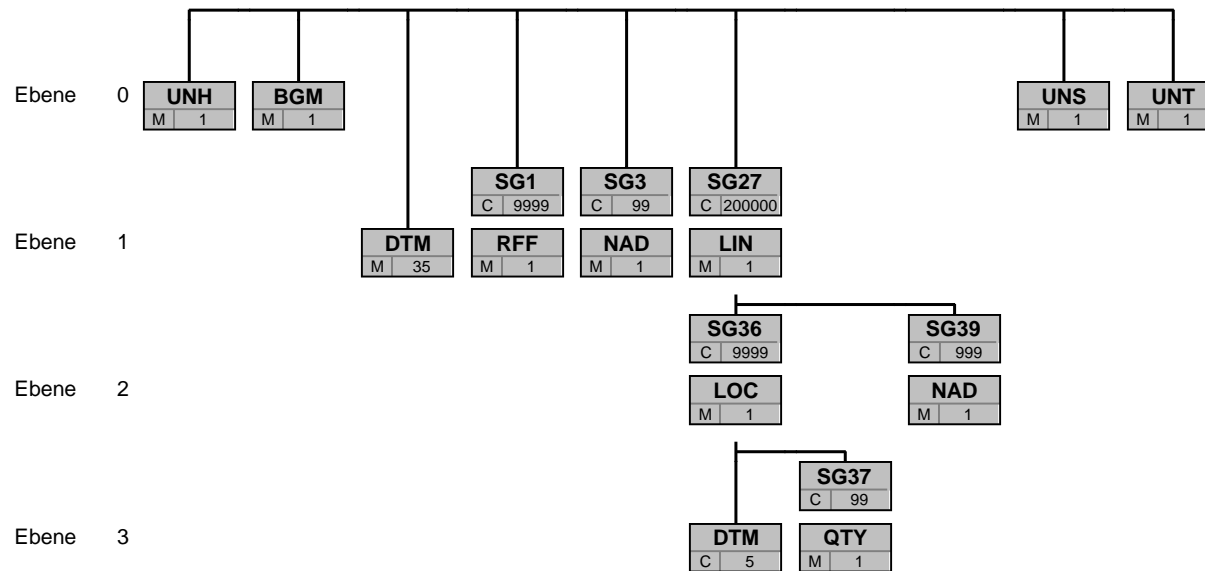 Ebene 0 UNH BGM UNS UNT
M 1 M 1 M 1 M 1
SG1 SG3 SG27
C 9999 C 99 C 200000
Ebene 1 DTM RFF NAD LIN
M 35 M 1 M 1 M 1
SG36 SG39
C 9999 C 999
Ebene 2 LOC NAD
M 1 M 1
SG37
C 99
Ebene 3 DTM QTY
C 5 M 1